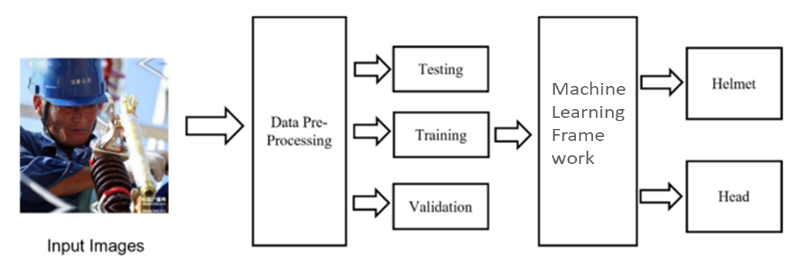 Input Images
Data Pre-
Processing
Testing
Training
Validation
Machine
Learning
Frame
work
Helmet
Head